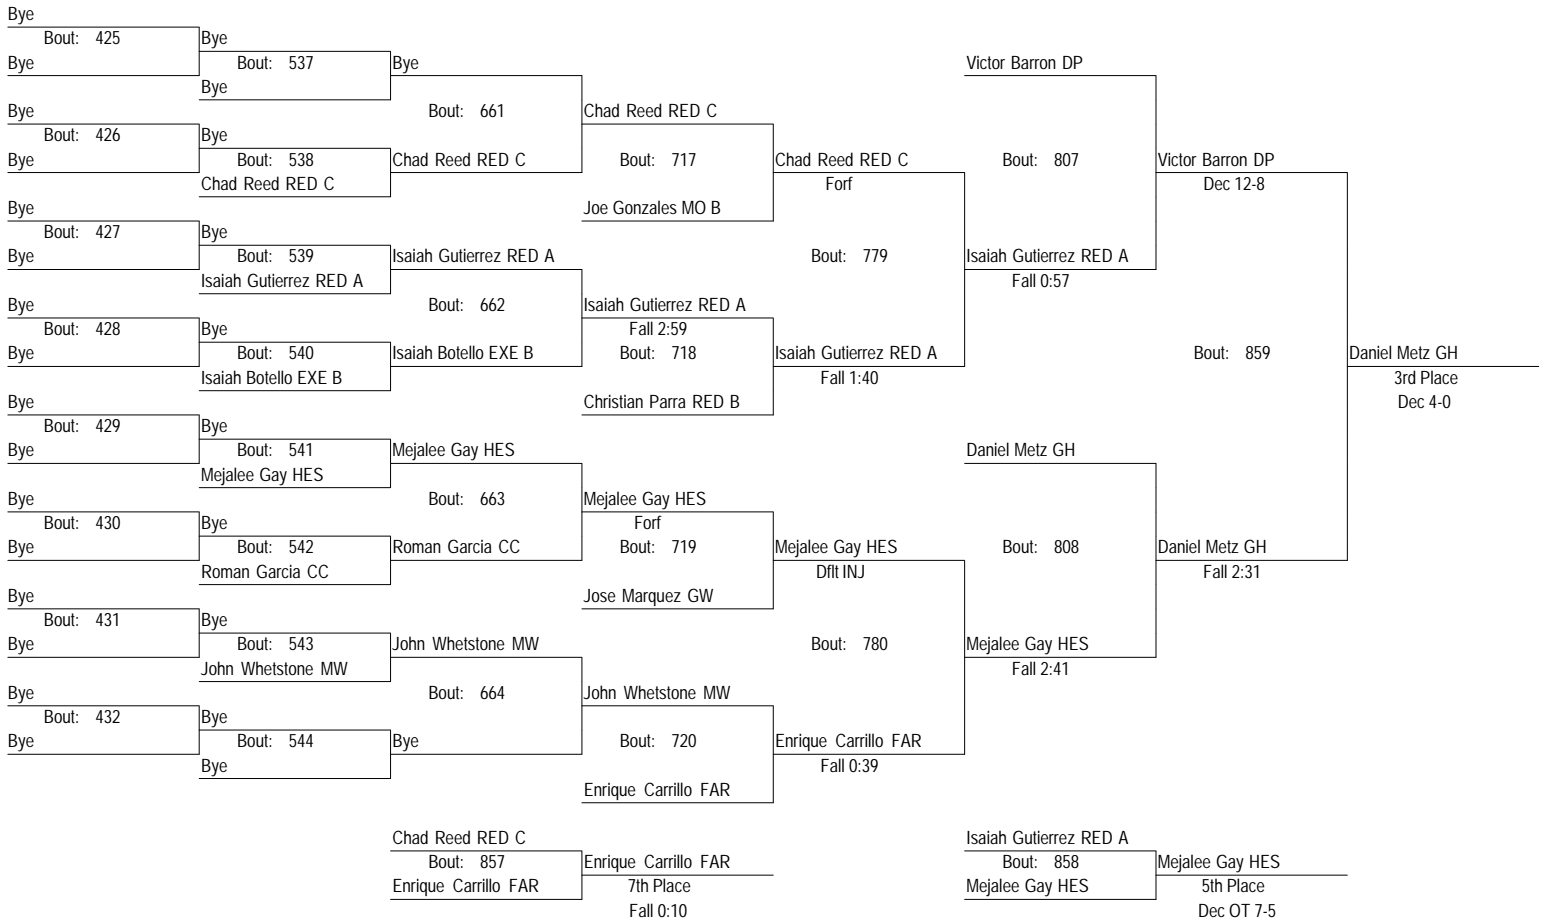 Bye
Bout: 425
Bye
Bye
Bout: 537
Bye
Bye
Bout: 426
Bye
Bye
Bout: 538
Chad Reed RED C
Bye
Bout: 427
Bye
Bye
Bout: 539
Isaiah Gutierrez RED A
Bye
Bout: 428
Bye
Bye
Bout: 540
Isaiah Botello EXE B
Bye
Bout: 429
Bye
Bye
Bout: 541
Mejalee Gay HES
Bye
Bout: 430
Bye
Bye
Bout: 542
Roman Garcia CC
Bye
Bout: 431
Bye
Bye
Bout: 543
John Whetstone MW
Bye
Bout: 432
Bye
Bye
Bout: 544
Bye
Bye
Bout: 661
Chad Reed RED C
Isaiah Gutierrez RED A
Bout: 662
Isaiah Botello EXE B
Mejalee Gay HES
Bout: 663
Roman Garcia CC
John Whetstone MW
Bout: 664
Bye
Chad Reed RED C
Bout: 717
Joe Gonzales MO B
Isaiah Gutierrez RED A
Fall 2:59
Bout: 718
Christian Parra RED B
Mejalee Gay HES
Forf
Bout: 719
Jose Marquez GW
John Whetstone MW
Bout: 720
Enrique Carrillo FAR
Chad Reed RED C
Forf
Bout: 779
Isaiah Gutierrez RED A
Fall 1:40
Mejalee Gay HES
Dflt INJ
Bout: 780
Enrique Carrillo FAR
Fall 0:39
Victor Barron DP
Bout: 807
Isaiah Gutierrez RED A
Fall 0:57
Daniel Metz GH
Bout: 808
Mejalee Gay HES
Fall 2:41
Victor Barron DP
Dec 12-8
Bout: 859
Daniel Metz GH
Fall 2:31
Daniel Metz GH
3rd Place
Dec 4-0
Chad Reed RED C
Bout: 857
Enrique Carrillo FAR
Enrique Carrillo FAR
7th Place
Fall 0:10
Isaiah Gutierrez RED A
Bout: 858
Mejalee Gay HES
Mejalee Gay HES
5th Place
Dec OT 7-5